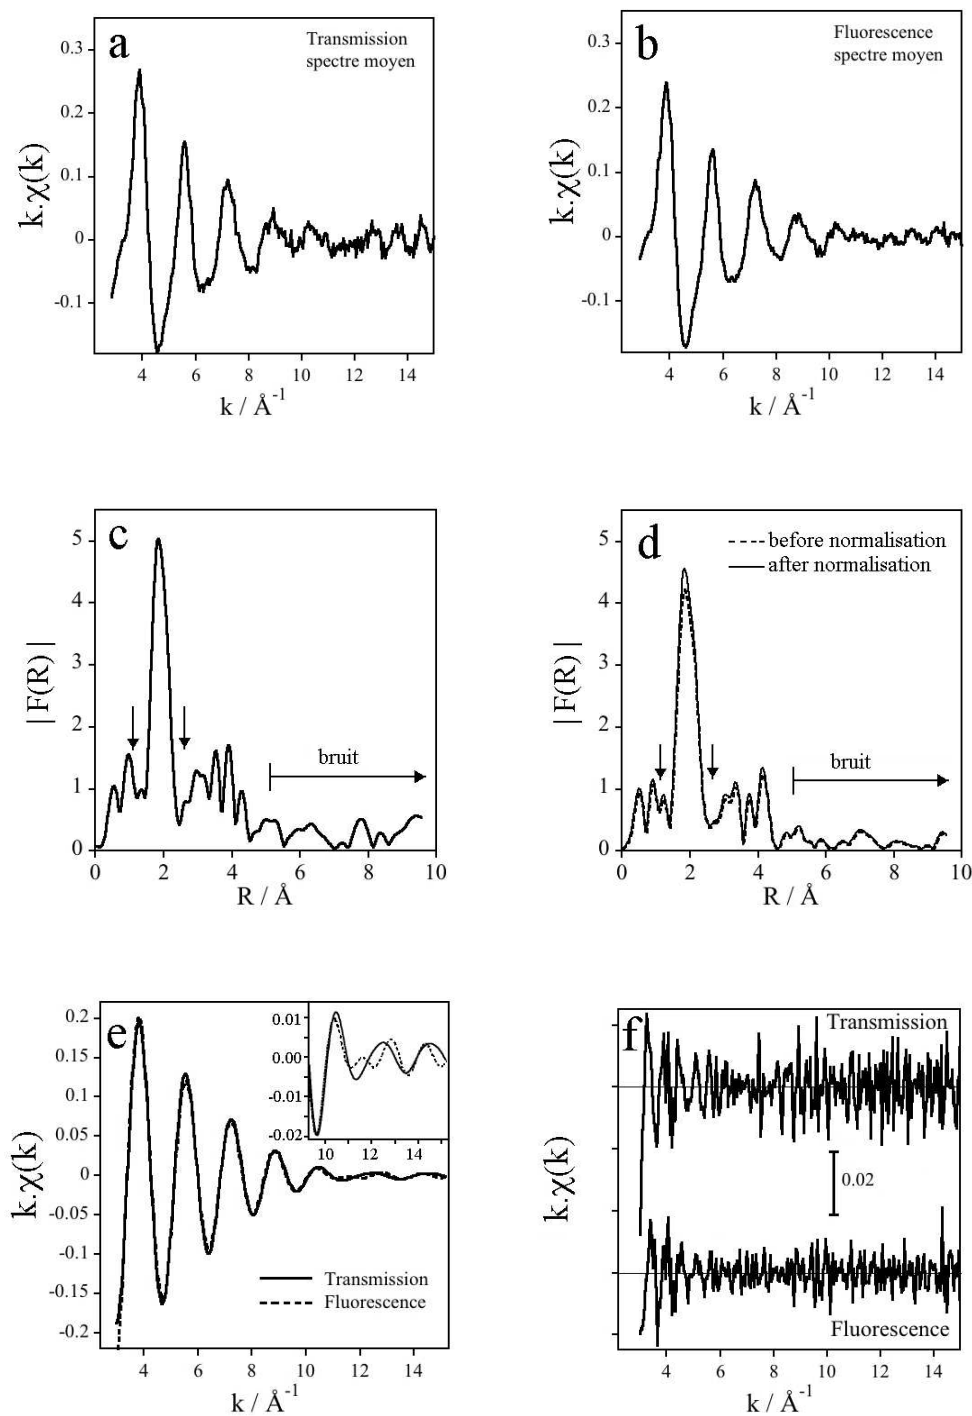 a
Transmission
spectre moyen
0.3
0.2
0.1
0
-0.1
k.χ(k)
4 6 8 10 12 14
k / Å-1
b
Fluorescence
spectre moyen
0.3
0.2
0.1
0
-0.1
k.χ(k)
4 6 8 10 12 14
k / Å-1
c
5
4
3
2
1
0
|F(R)|
bruit
0 2 4 6 8 10
R / Å
d
before normalisation
after normalisation
5
4
3
2
1
0
|F(R)|
bruit
0 2 4 6 8 10
R / Å
e
0.2
0.15
0.1
0.05
0
-0.05
-0.1
-0.15
-0.2
k.χ(k)
0.01
0.00
-0.01
-0.02
10 12 14
Transmission
Fluorescence
4 6 8 10 12 14
k / Å-1
f
Transmission
k.χ(k)
0.02
Fluorescence
4 6 8 10 12 14
k / Å-1